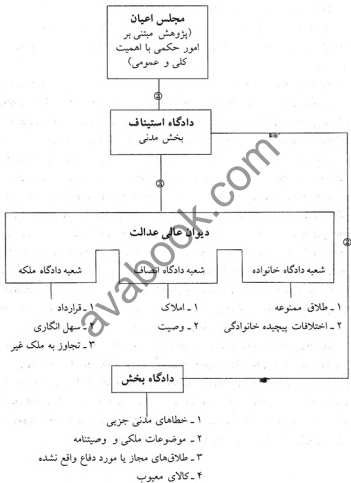 مجلس اعیان
(پژوهش مبتنی بر
امور حکمی با اهمیت
کلی و عمومی)
②
دادگاه استیناف
بخش مدنی
③
②
دیوان عالی عدالت
شعبه دادگاه خانواده
شعبه دادگاه انصاف
شعبه دادگاه ملکه
۱ ـ طلاق ممنوعه
۲ ـ اختلافات پیچیده خانوادگی
۱ ـ املاک
۲ ـ وصیت
۱ ـ قرارداد
۲ ـ سهل انگاری
۳ ـ تجاوز به ملک غیر
دادگاه بخش
۱ ـ خطاهای مدنی جزیی
۲ ـ موضوعات ملکی و وصیتنامه
۳ ـ طلاق‌های مجاز یا مورد دفاع واقع نشده
۴ ـ کالای معیوب
avabook.com